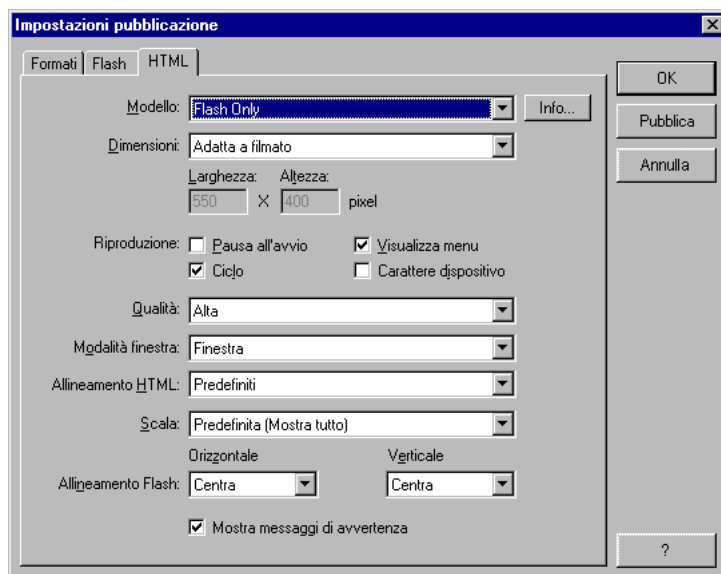 Impostazioni pubblicazione
Formati Flash HTML
OK
Modello: Flash Only Info...
Pubblica
Dimensioni: Adatta a filmato
Annulla
Larghezza: Altezza:
550 X 400 pixel
Riproduzione: Pausa all'avvio Visualizza menu
Ciclo Carattere dispositivo
Qualità: Alta
Modalità finestra: Finestra
Allineamento HTML: Predefiniti
Scala: Predefinita (Mostra tutto)
Orizzontale Verticale
Allineamento Flash: Centra Centra
Mostra messaggi di avvertenza
?